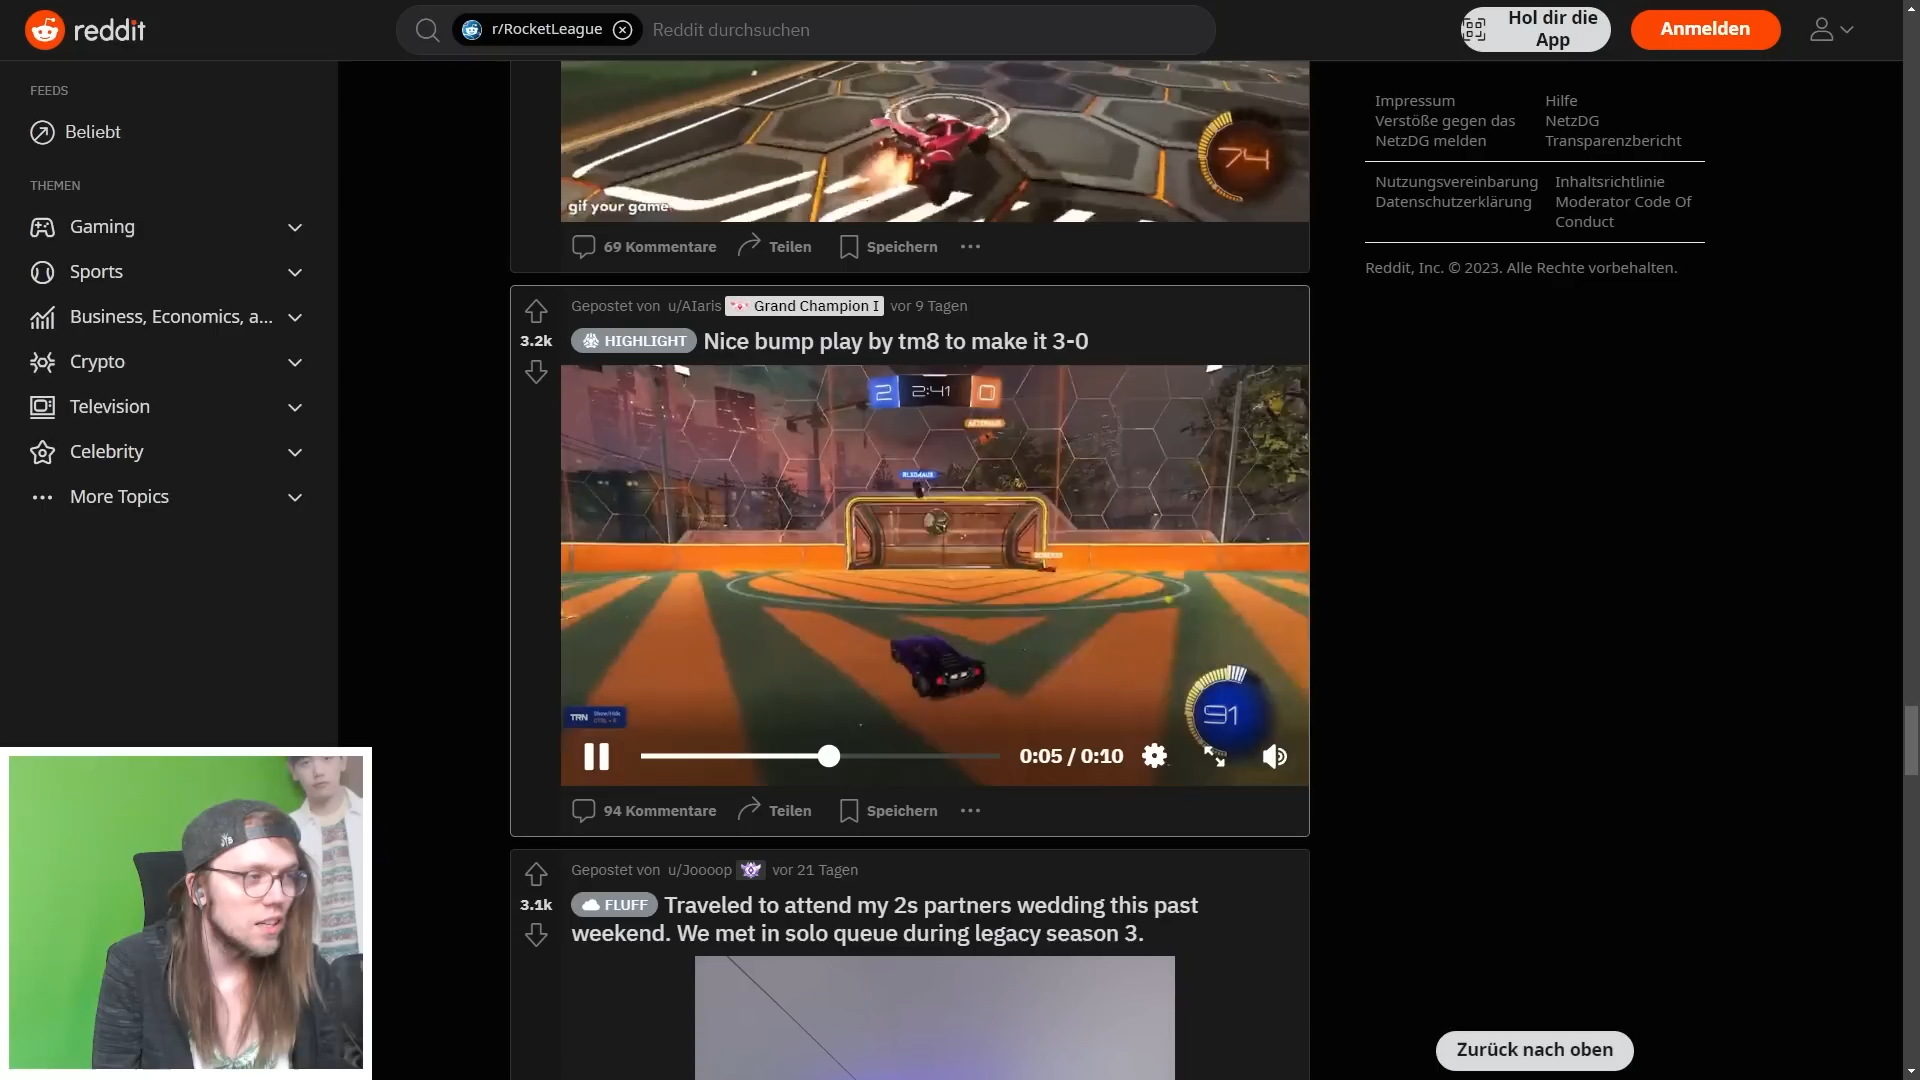 reddit
r/RocketLeague
Reddit durchsuchen
Hol dir die
App
Anmelden
FEEDS
Beliebt
THEMEN
Gaming
Sports
Business, Economics, a...
Crypto
Television
Celebrity
More Topics
74
gif your game
69 Kommentare
Teilen
Speichern
Gepostet von u/AIaris Grand Champion I vor 9 Tagen
3.2k
HIGHLIGHT Nice bump play by tm8 to make it 3-0
2 2:41 0
TRN
91
0:05 / 0:10
94 Kommentare
Teilen
Speichern
Gepostet von u/Joooop vor 21 Tagen
3.1k
FLUFF Traveled to attend my 2s partners wedding this past
weekend. We met in solo queue during legacy season 3.
Impressum
Verstöße gegen das
NetzDG melden
Hilfe
NetzDG
Transparenzbericht
Nutzungsvereinbarung
Datenschutzerklärung
Inhaltsrichtlinie
Moderator Code Of
Conduct
Reddit, Inc. © 2023. Alle Rechte vorbehalten.
Zurück nach oben